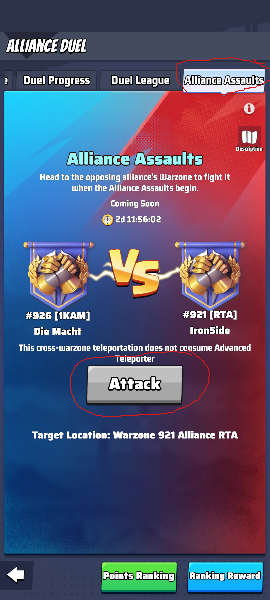 ALLIANCE DUEL
e
Duel Progress
Duel League
Alliance Assaults
Alliance Assaults
Head to the opposing alliance's Warzone to fight it
when the Alliance Assaults begin.
Coming Soon
2d 11:56:02
VS
#926 [1KAM]
Die Macht
#921 [RTA]
IronSide
This cross-warzone teleportation does not consume Advanced
Teleporter
Attack
Target Location: Warzone 921 Alliance RTA
Points Ranking
Ranking Reward